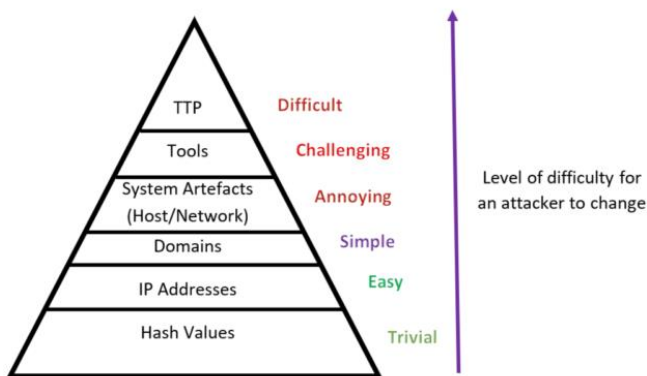 TTP
Difficult
Tools
Challenging
System Artefacts
(Host/Network)
Annoying
Domains
Simple
IP Addresses
Easy
Hash Values
Trivial
Level of difficulty for
an attacker to change